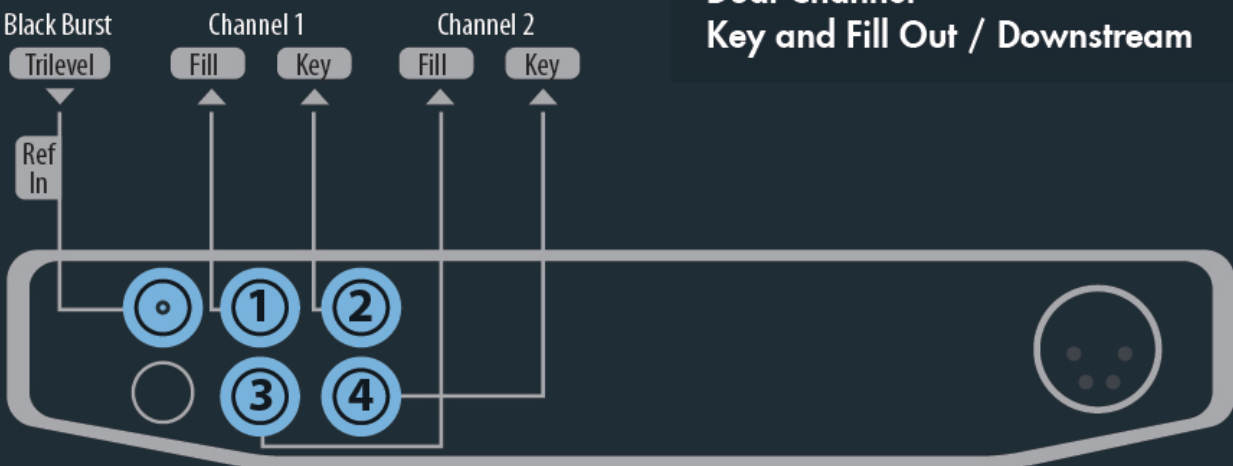 Key and Fill Out / Downstream
Black Burst
Channel 1
Channel 2
Trilevel
Fill
Key
Fill
Key
Ref
In
1
2
3
4